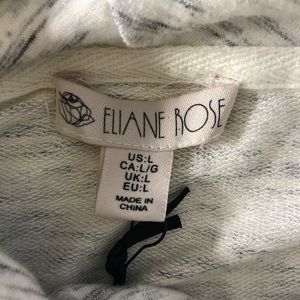 ELIANE ROSE
US:L
CA:L/G
UK:L
EU:L
MADE IN
CHINA